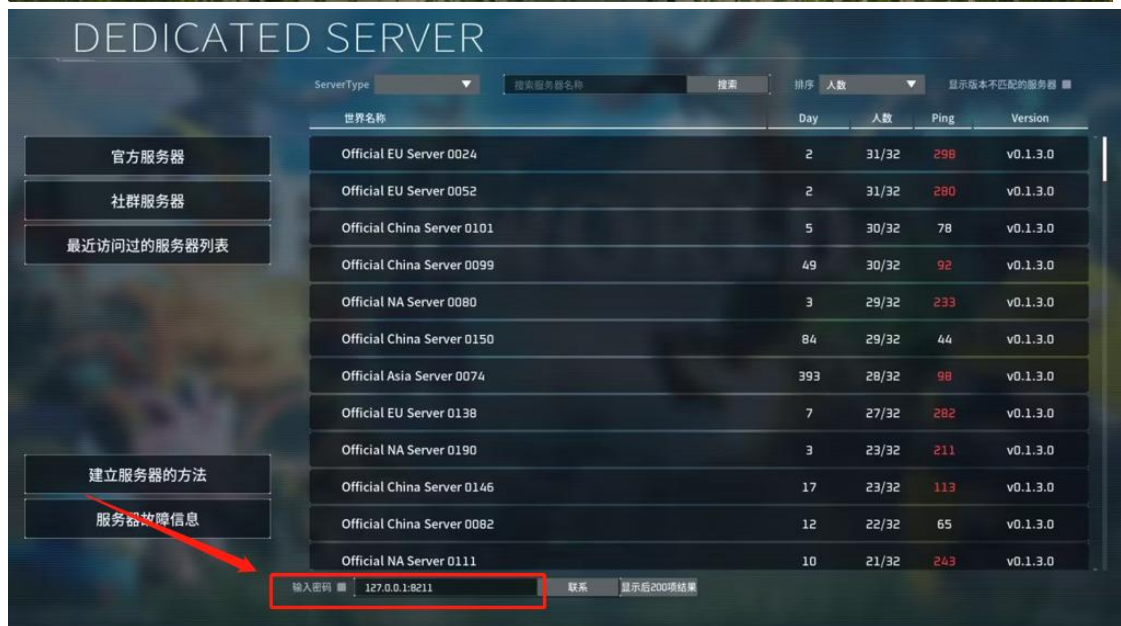 DEDICATED SERVER
ServerType 搜索服务器名称 搜索 排序 人数 显示版本不匹配的服务器
世界名称 Day 人数 Ping Version
官方服务器
社群服务器
最近访问过的服务器列表
建立服务器的方法
服务器故障信息
Official EU Server 0024 2 31/32 298 v0.1.3.0
Official EU Server 0052 2 31/32 280 v0.1.3.0
Official China Server 0101 5 30/32 78 v0.1.3.0
Official China Server 0099 49 30/32 92 v0.1.3.0
Official NA Server 0080 3 29/32 233 v0.1.3.0
Official China Server 0150 84 29/32 44 v0.1.3.0
Official Asia Server 0074 393 28/32 98 v0.1.3.0
Official EU Server 0138 7 27/32 282 v0.1.3.0
Official NA Server 0190 3 23/32 211 v0.1.3.0
Official China Server 0146 17 23/32 113 v0.1.3.0
Official China Server 0082 12 22/32 65 v0.1.3.0
Official NA Server 0111 10 21/32 243 v0.1.3.0
输入密码 127.0.0.1:8211 联系 显示后200项结果